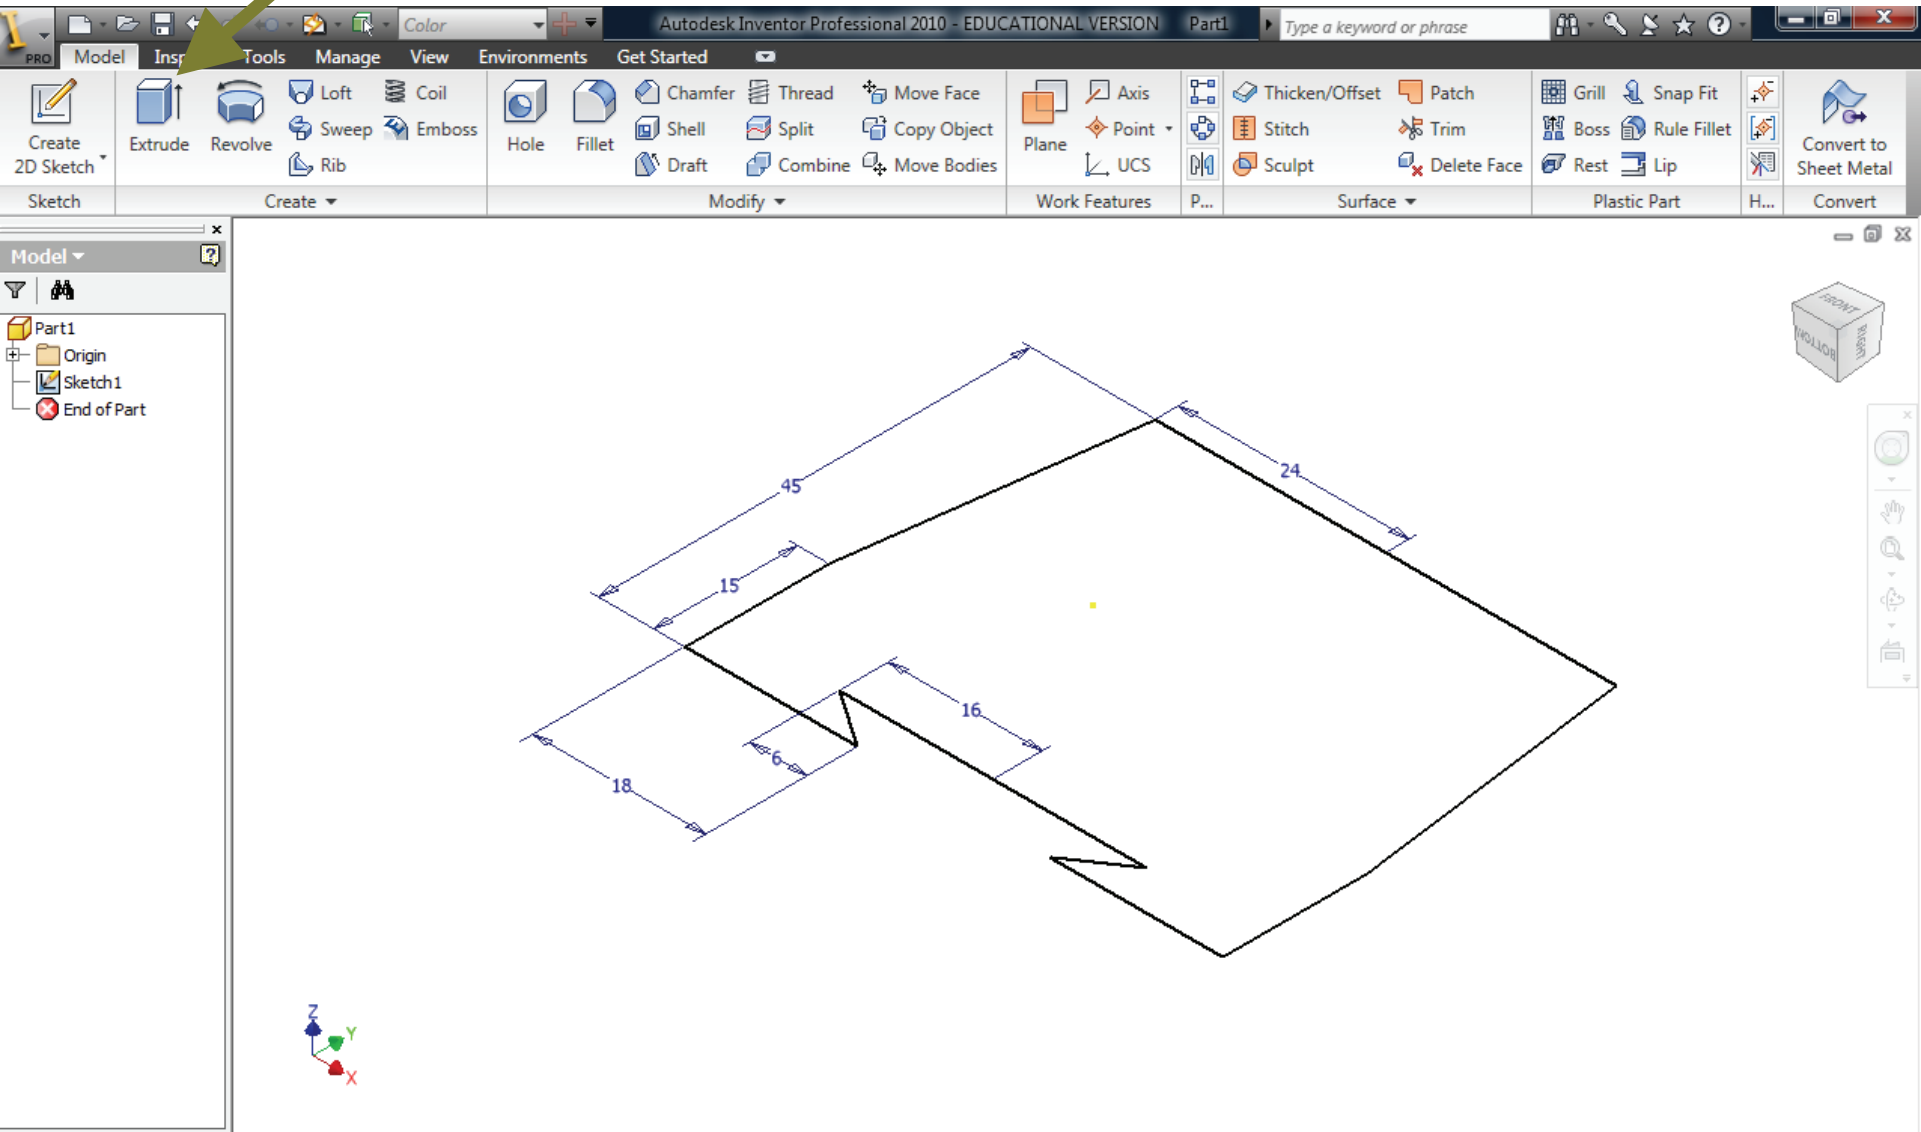 Color
Autodesk Inventor Professional 2010 - EDUCATIONAL VERSION Part1
Type a keyword or phrase
PRO
Model Tools Manage View Environments Get Started
Create
2D Sketch
Extrude
Revolve
Loft
Sweep
Rib
Coil
Emboss
Hole
Fillet
Chamfer
Shell
Draft
Thread
Split
Combine
Move Face
Copy Object
Move Bodies
Plane
Axis
Point
UCS
Thicken/Offset
Stitch
Sculpt
Patch
Trim
Delete Face
Grill
Boss
Rest
Snap Fit
Rule Fillet
Lip
Convert to
Sheet Metal
Sketch Create Modify Work Features P... Surface Plastic Part H... Convert
Model
Part1
Origin
Sketch1
End of Part
FRONT
BOTTOM
RIGHT
45
24
15
16
6
18
Z
Y
X